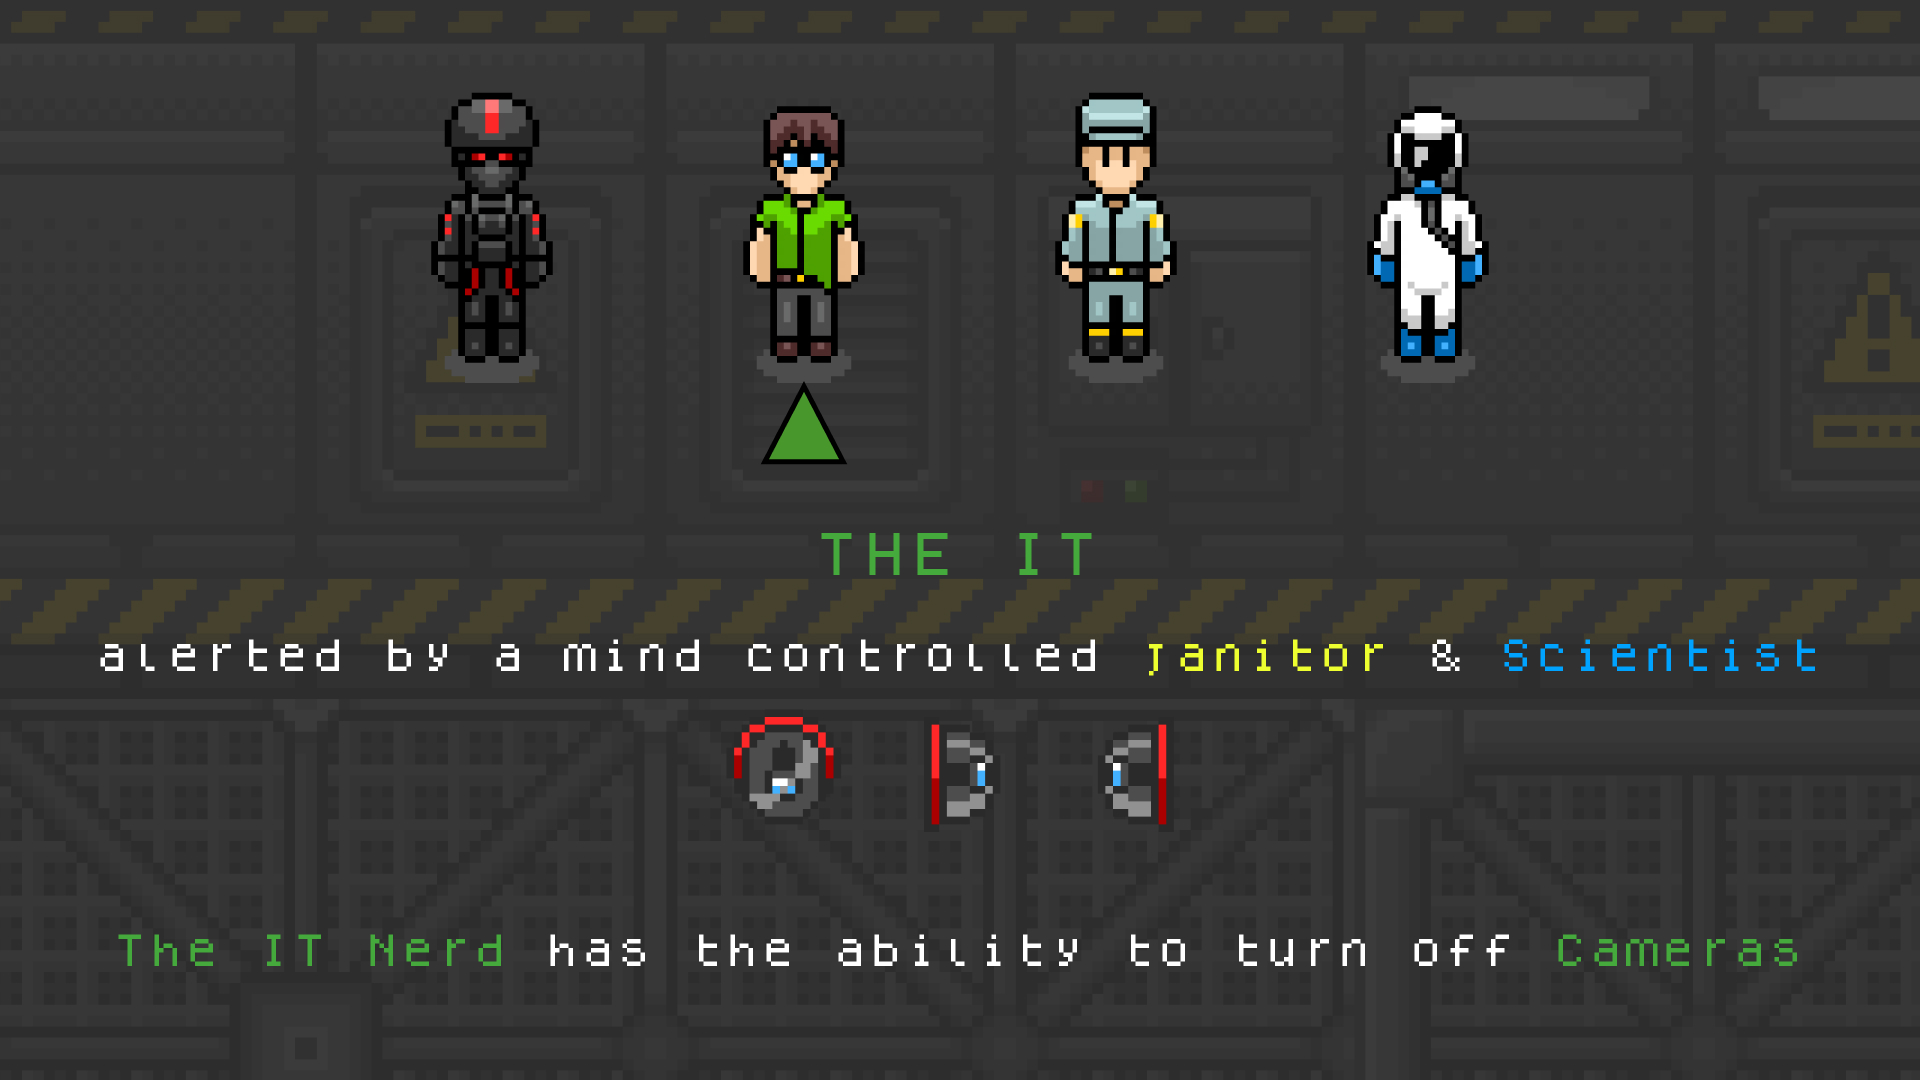 THE IT
alerted by a mind controlled janitor & Scientist
The IT Nerd has the ability to turn off Cameras